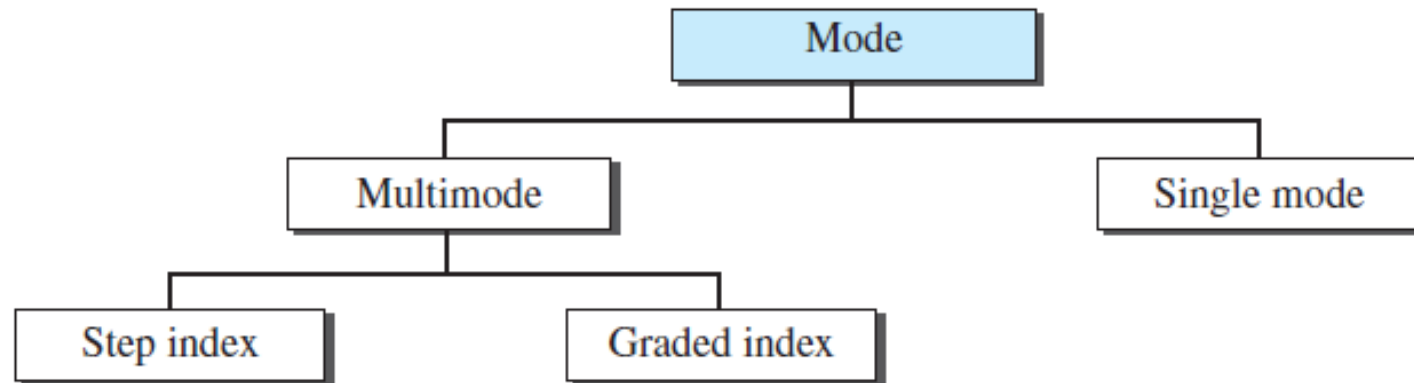 Mode
Multimode
Single mode
Step index
Graded index